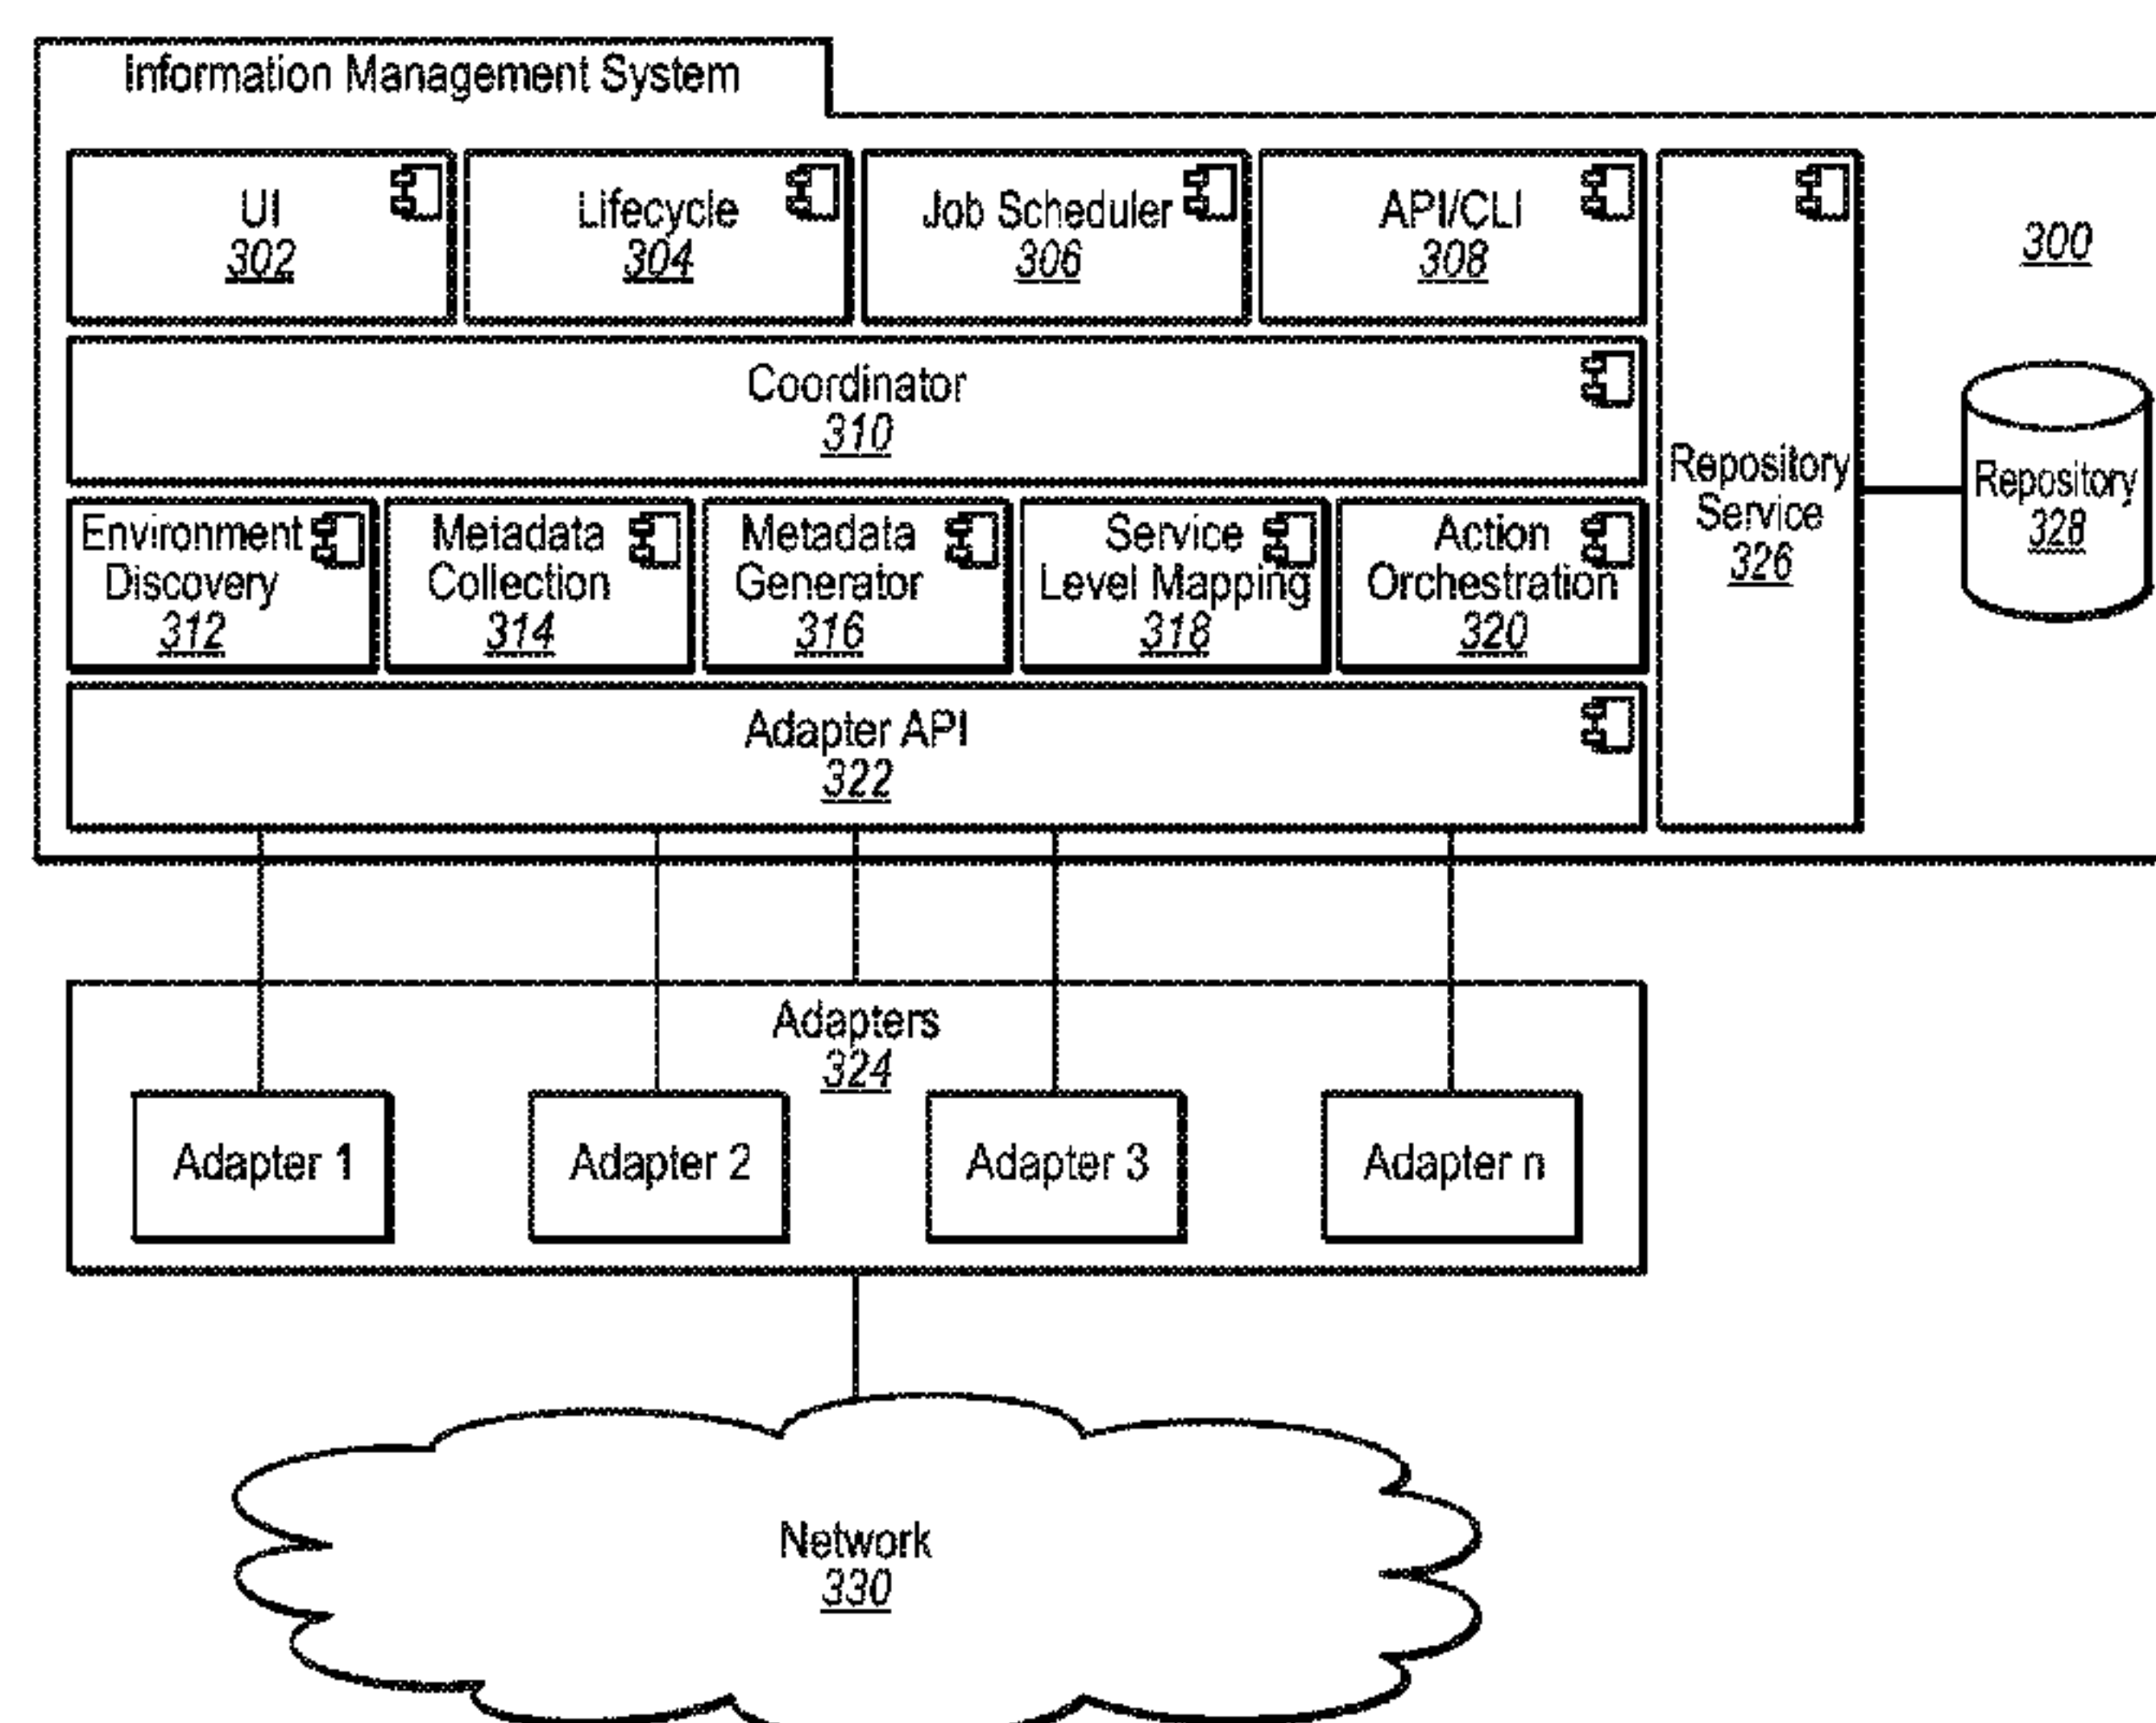 Information Management System
UI
302
Lifecycle
304
Job Scheduler
306
API/CLI
308
300
Coordinator
310
Repository
Service
326
Repository
328
Environment
Discovery
312
Metadata
Collection
314
Metadata
Generator
316
Service
Level Mapping
318
Action
Orchestration
320
Adapter API
322
Adapters
324
Adapter 1
Adapter 2
Adapter 3
Adapter n
Network
330